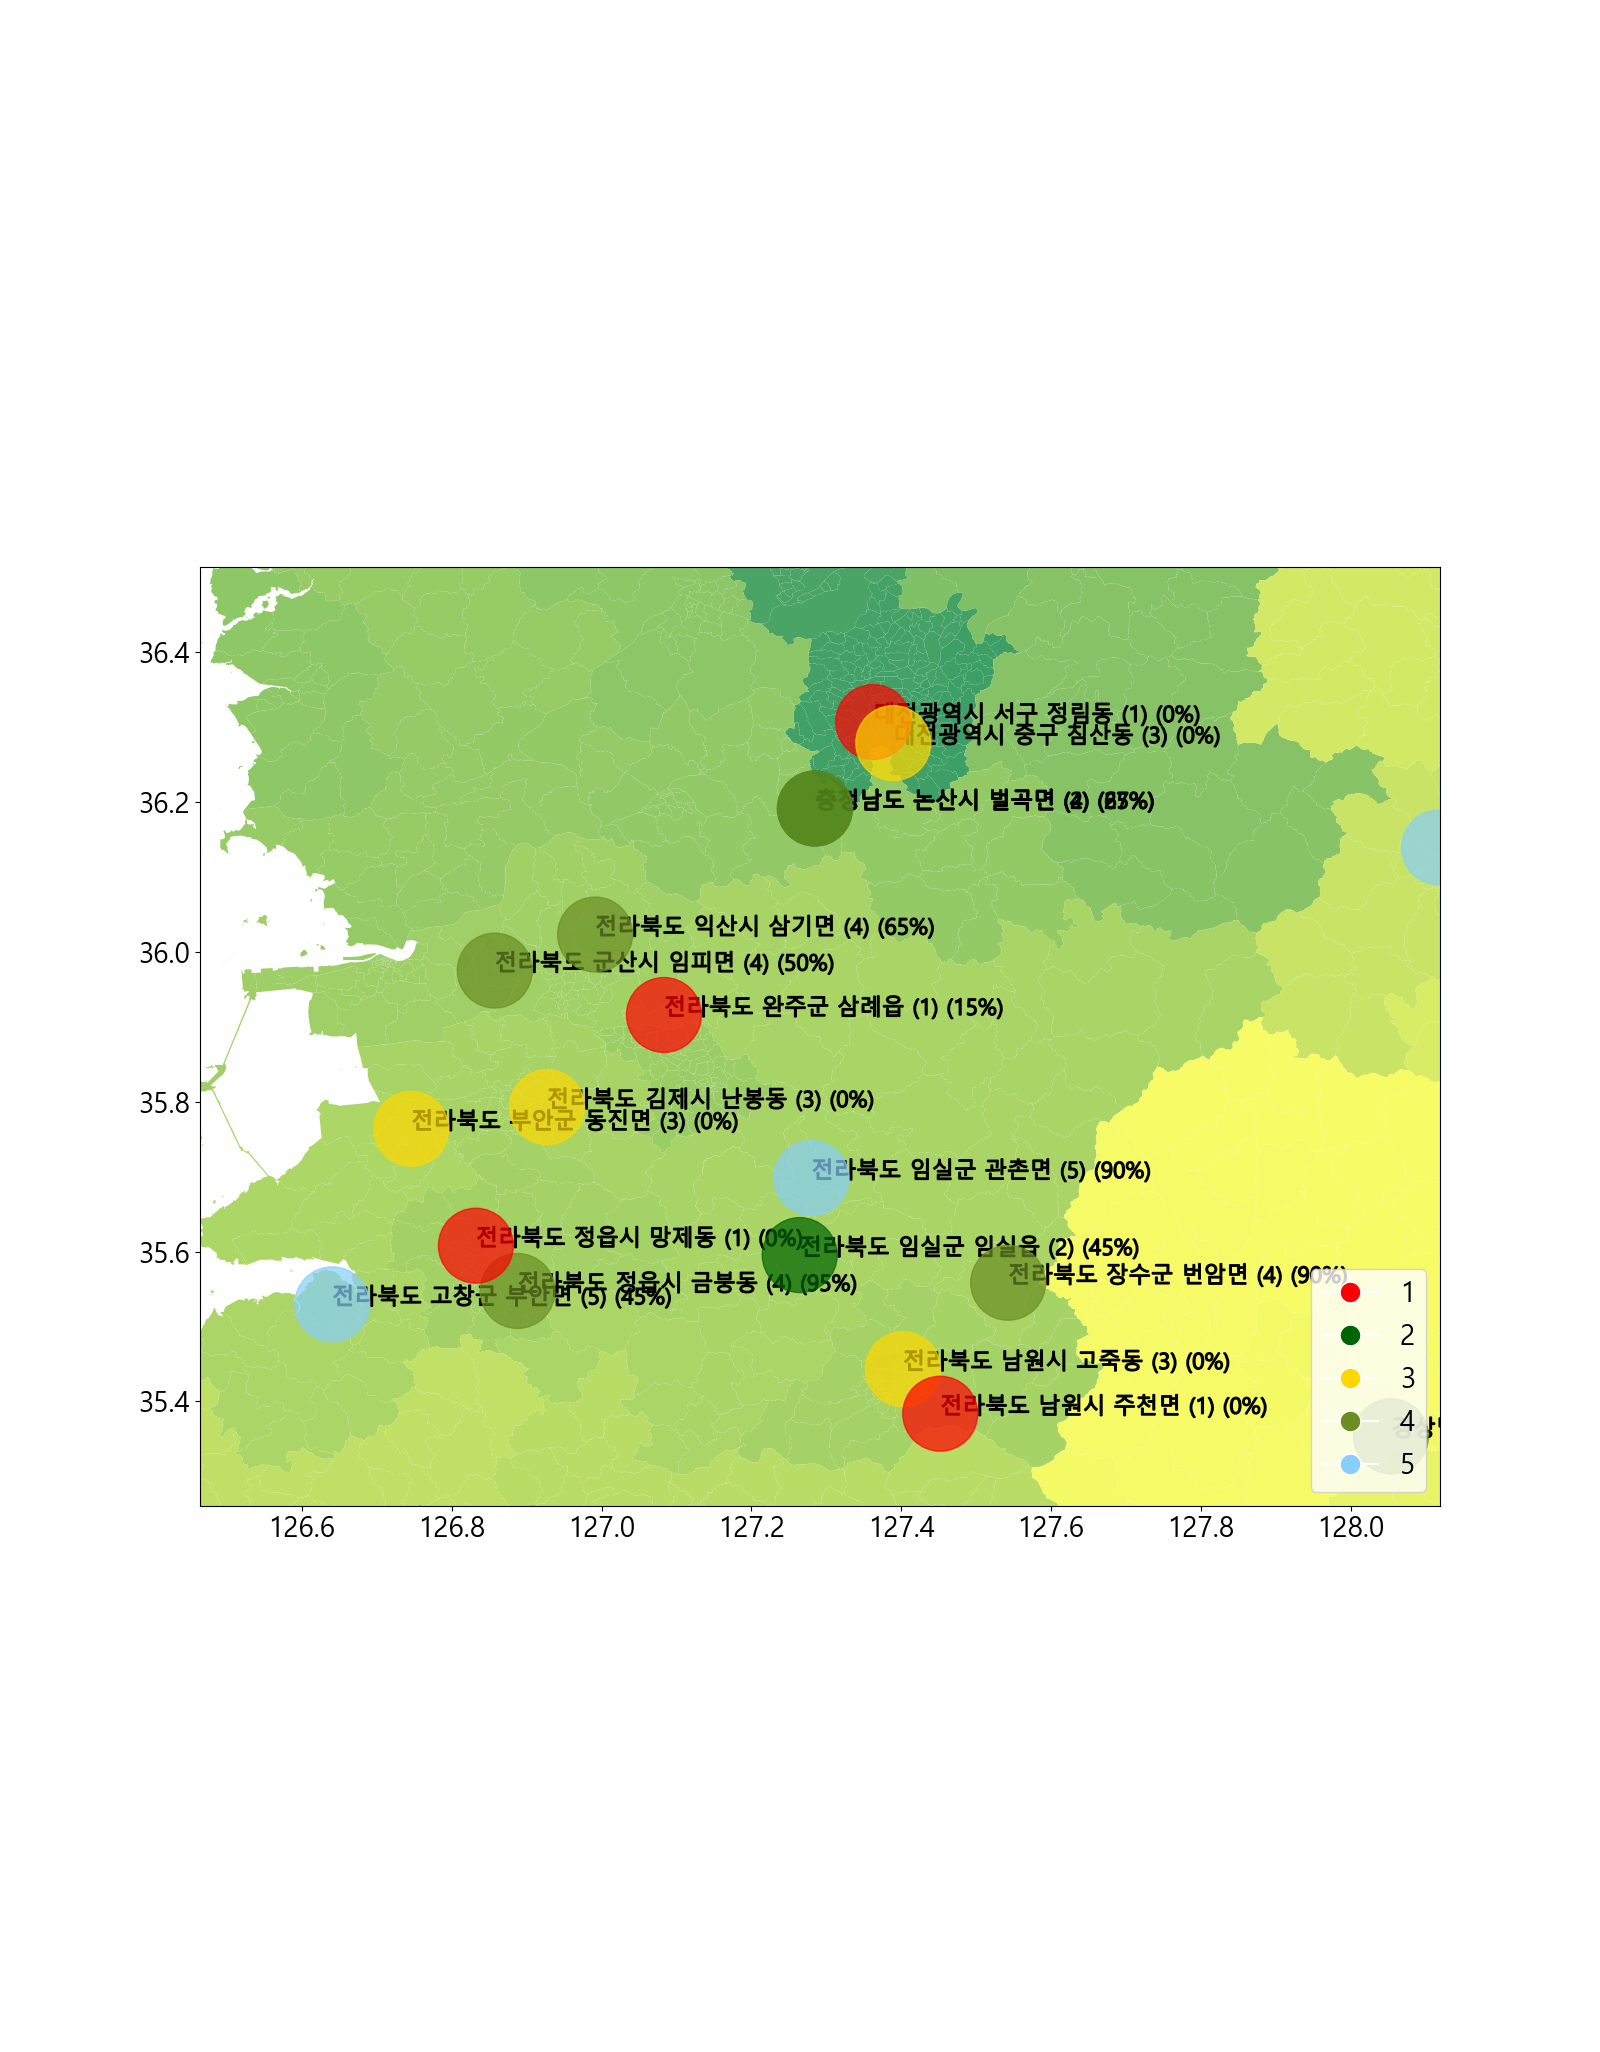 36.4
36.2
36.0
35.8
35.6
35.4
대전광역시 서구 정림동 (1) (0%)
대전광역시 중구 침산동 (3) (0%)
충청남도 논산시 벌곡면
전라북도 익산시 삼기면 (4) (65%)
전라북도 군산시 임피면 (4) (50%)
전라북도 완주군 삼례읍 (1) (15%)
전라북도 김제시 난봉동 (3) (0%)
전라북도 부안군 동진면 (3) (0%)
전라북도 임실군 관촌면 (5) (90%)
전라북도 정읍시 망제동 (1) (0%)
전라북도 임실군 임실읍 (2) (45%)
전라북도 장수군 번암면 (4) (90%)
전라북도 정읍시 금붕동 (4) (95%)
전라북도 고창군 부안면 (5) (45%)
전라북도 남원시 고죽동 (3) (0%)
전라북도 남원시 주천면 (1) (0%)
1
2
3
4
5
126.6
126.8
127.0
127.2
127.4
127.6
127.8
128.0